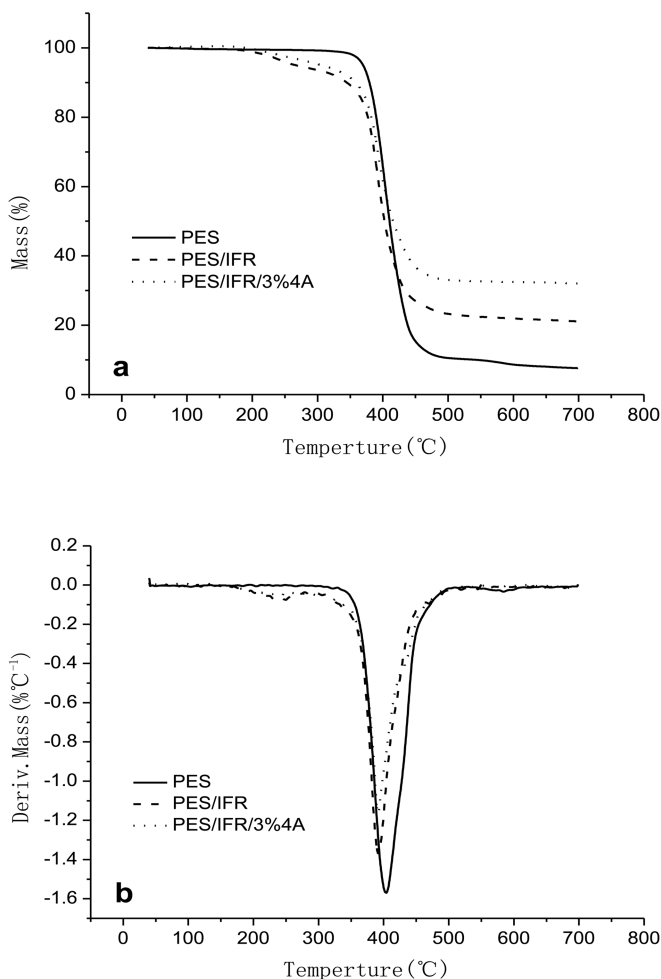 100
80
60
40
20
0
Mass(%)
PES
PES/IFR
PES/IFR/3%4A
a
0 100 200 300 400 500 600 700 800
Temperture(℃)
0.2
0.0
-0.2
-0.4
-0.6
-0.8
-1.0
-1.2
-1.4
-1.6
Deriv.Mass(%℃⁻¹)
PES
PES/IFR
PES/IFR/3%4A
b
0 100 200 300 400 500 600 700 800
Temperture(℃)